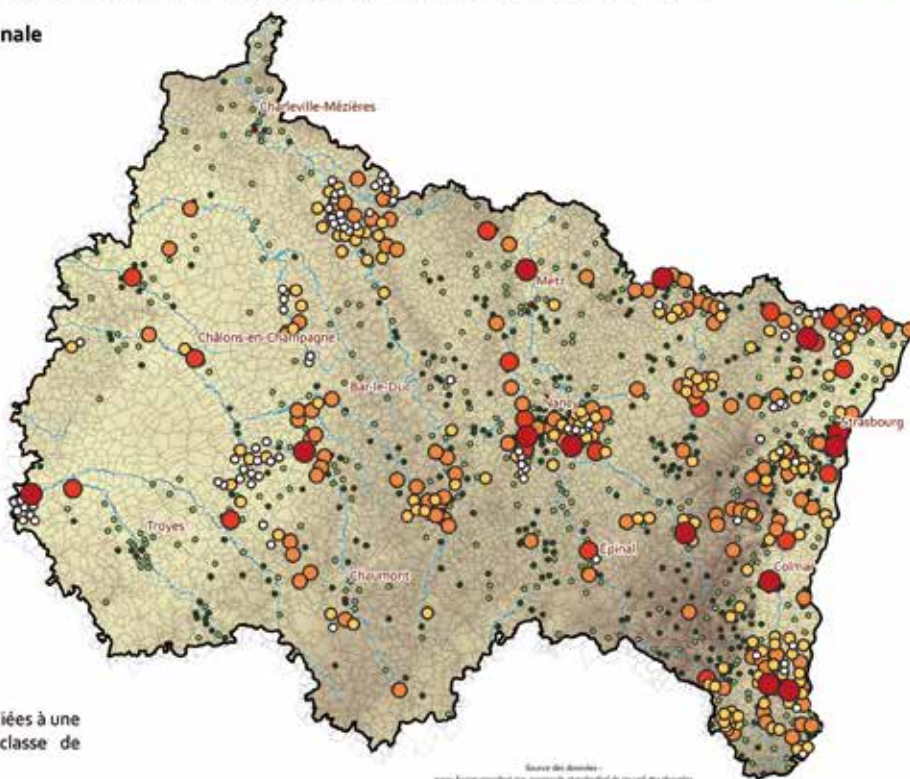 nale
Charleville-Mézières
Metz
Châlons-en-Champagne
Bar-le-Duc
Nancy
Strasbourg
Troyes
Épinal
Chaumont
Colmar
iées à une
classe de
Source des données -